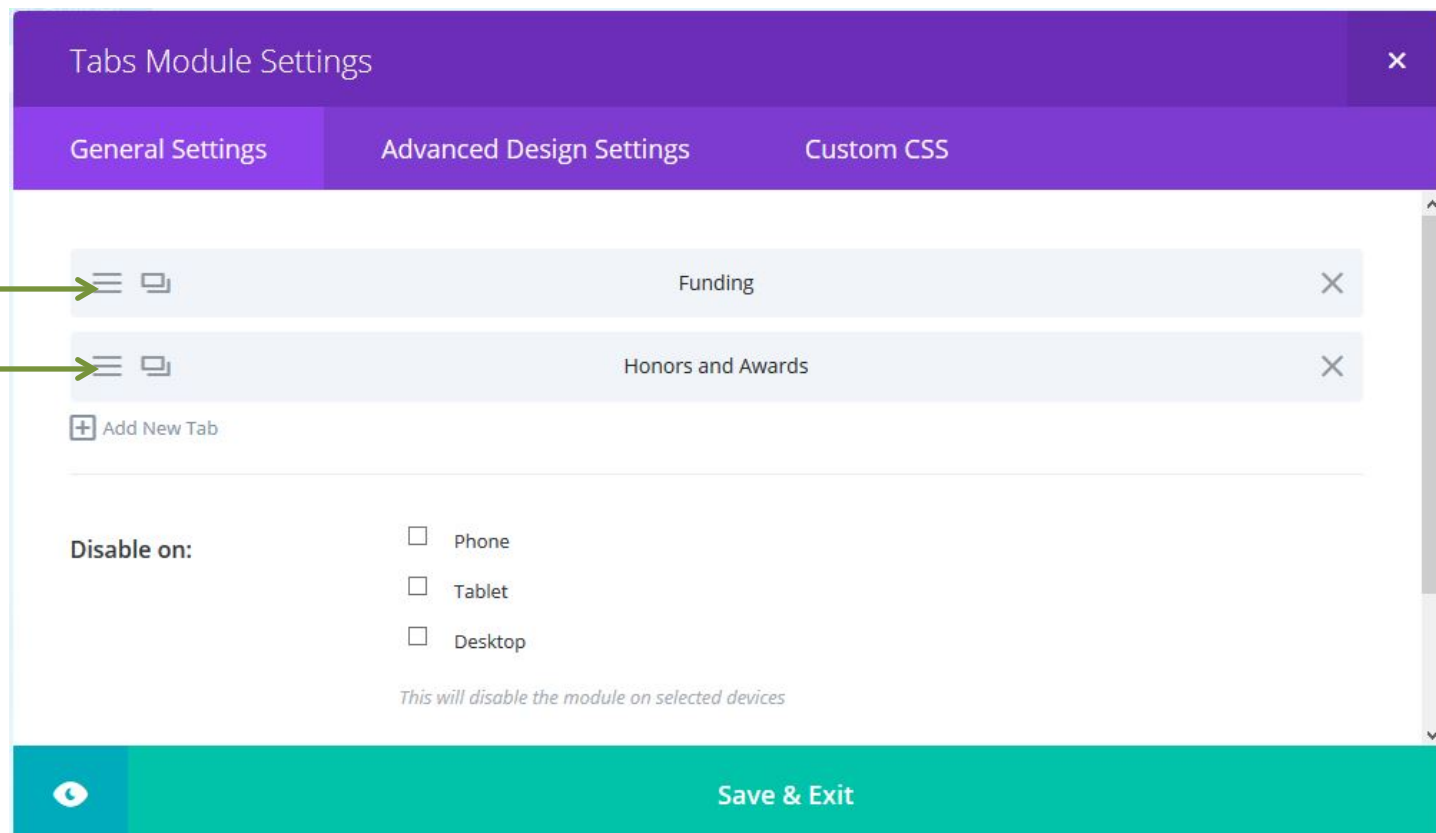 Tabs Module Settings
General Settings Advanced Design Settings Custom CSS
Funding
Honors and Awards
Add New Tab
Disable on:
Phone
Tablet
Desktop
This will disable the module on selected devices
Save & Exit